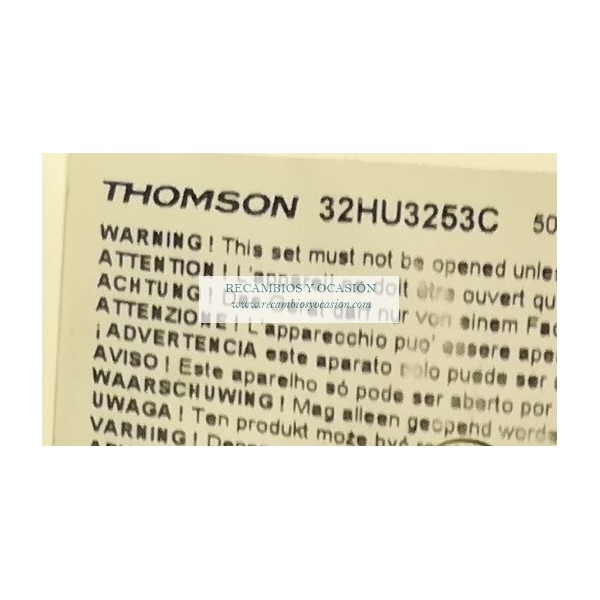 THOMSON 32HU3253C 50
WARNING! This set must not be opened unle
ATTENTION! L'appareil doit être ouvert qu
ACHTUNG! Das Gerät darf nur von einem Fac
ATTENZIONE! L'apparecchio puo' essere ape
¡ADVERTENCIA este aparato solo puede ser
AVISO! Este aparelho só pode ser aberto por
WAARSCHUWING! Mag alleen geopend worde
UWAGA! Ten produkt może być
VARNING!
RECAMBIOS Y OCASIÓN
www.recambiosyocasion.com